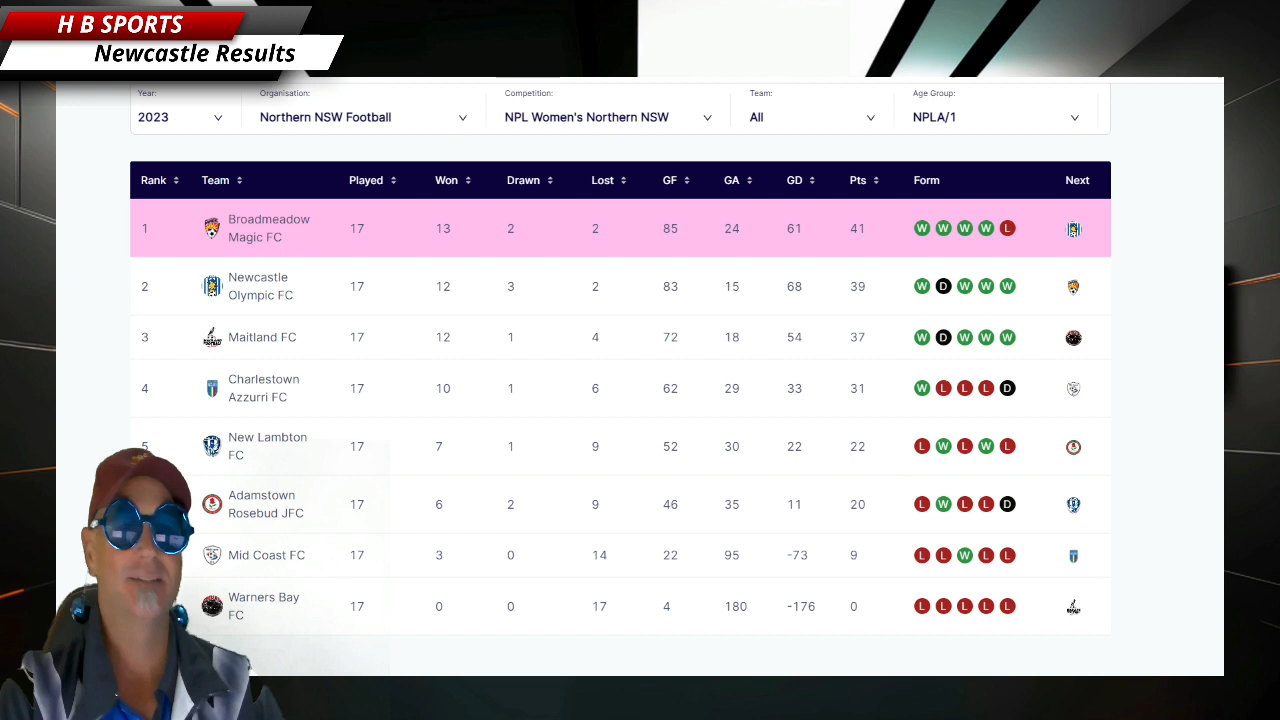 H B SPORTS
Newcastle Results
Year: Organisation: Competition: Team: Age Group:
2023 Northern NSW Football NPL Women's Northern NSW All NPLA/1
Rank Team Played Won Drawn Lost GF GA GD Pts Form Next
1 Broadmeadow Magic FC 17 13 2 2 85 24 61 41 W W W W L
2 Newcastle Olympic FC 17 12 3 2 83 15 68 39 W D W W W
3 Maitland FC 17 12 1 4 72 18 54 37 W D W W W
4 Charlestown Azzurri FC 17 10 1 6 62 29 33 31 W L L L D
5 New Lambton FC 17 7 1 9 52 30 22 22 L W L W L
Adamstown Rosebud JFC 17 6 2 9 46 35 11 20 L W L L D
Mid Coast FC 17 3 0 14 22 95 -73 9 L L W L L
Warners Bay FC 17 0 0 17 4 180 -176 0 L L L L L